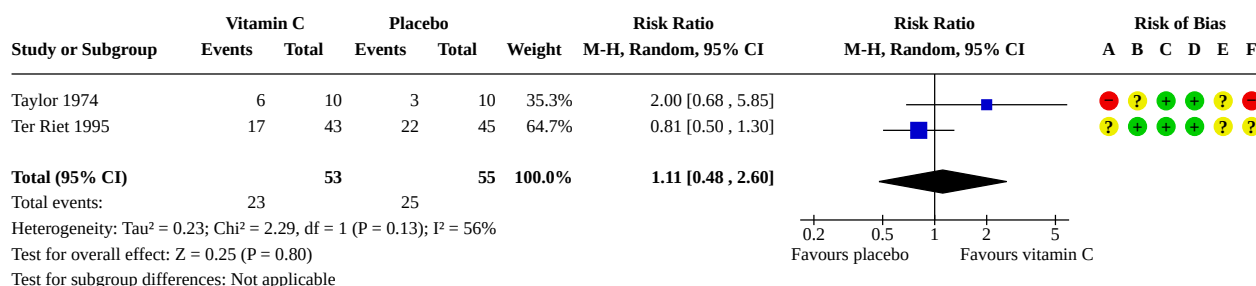 Vitamin C Placebo Risk Ratio Risk Ratio Risk of Bias
Study or Subgroup Events Total Events Total Weight M-H, Random, 95% CI M-H, Random, 95% CI A B C D E F
Taylor 1974 6 10 3 10 35.3% 2.00 [0.68 , 5.85] − ? + + ? −
Ter Riet 1995 17 43 22 45 64.7% 0.81 [0.50 , 1.30] ? + + + ? ?
Total (95% CI) 53 55 100.0% 1.11 [0.48 , 2.60]
Total events: 23 25
Heterogeneity: Tau² = 0.23; Chi² = 2.29, df = 1 (P = 0.13); I² = 56%
0.2 0.5 1 2 5
Test for overall effect: Z = 0.25 (P = 0.80) Favours placebo Favours vitamin C
Test for subgroup differences: Not applicable